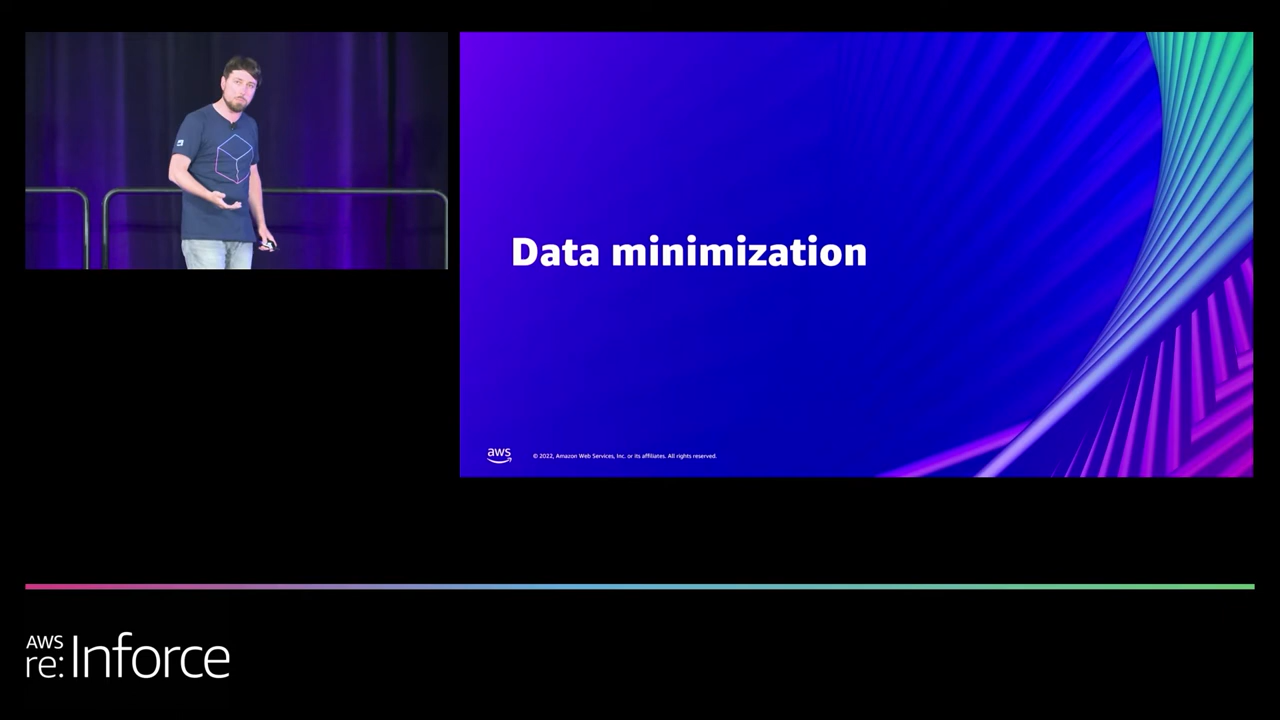 Data minimization
aws
© 2022, Amazon Web Services, Inc. or its affiliates. All rights reserved.
AWS
re:Inforce